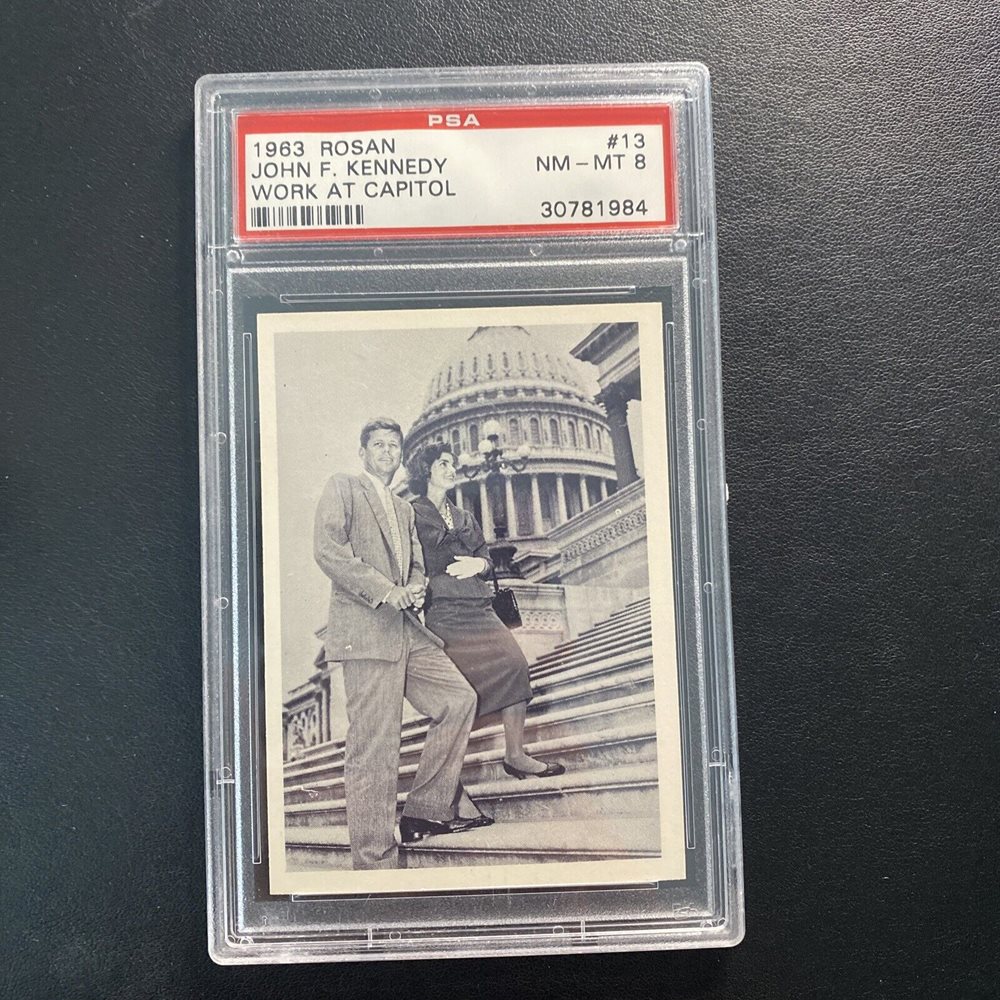 PSA
1963 ROSAN #13
JOHN F. KENNEDY NM-MT 8
WORK AT CAPITOL
30781984